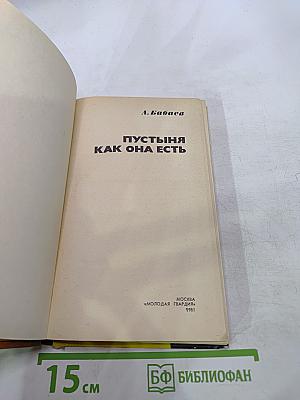 А. Бабаев
ПУСТЫНЯ
КАК ОНА ЕСТЬ
МОСКВА
«МОЛОДАЯ ГВАРДИЯ»
1981
15 см
БФ БИБЛИОФАН